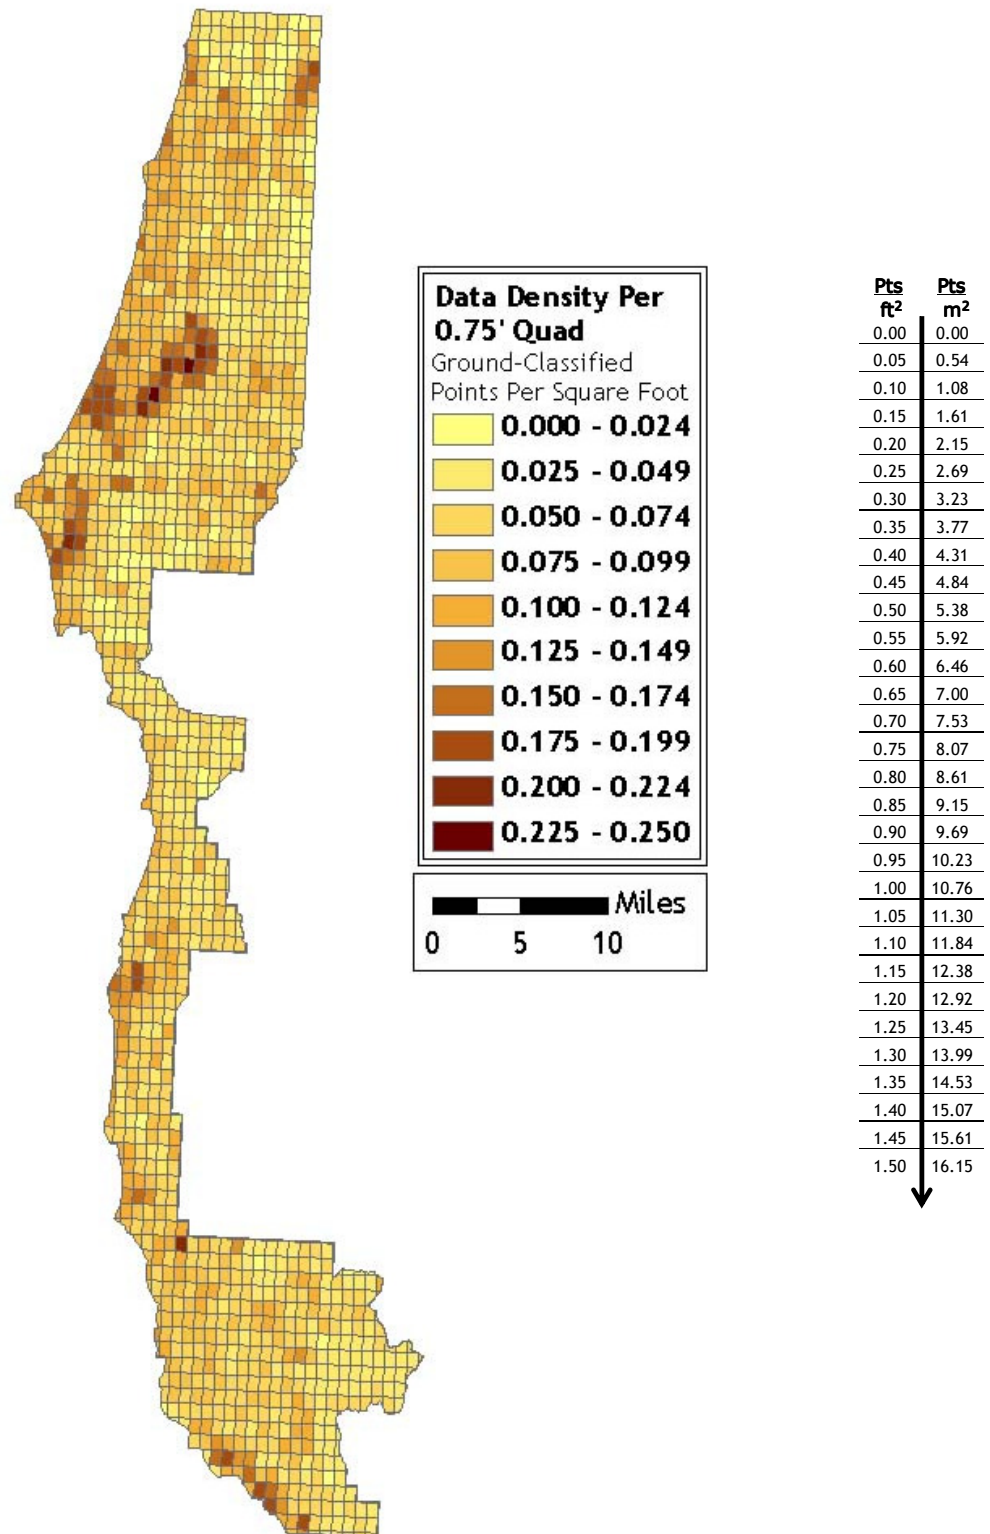 Data Density Per
0.75' Quad
Ground-Classified
Points Per Square Foot
0.000 - 0.024
0.025 - 0.049
0.050 - 0.074
0.075 - 0.099
0.100 - 0.124
0.125 - 0.149
0.150 - 0.174
0.175 - 0.199
0.200 - 0.224
0.225 - 0.250
Miles
0 5 10
Pts Pts
ft² m²
0.00 0.00
0.05 0.54
0.10 1.08
0.15 1.61
0.20 2.15
0.25 2.69
0.30 3.23
0.35 3.77
0.40 4.31
0.45 4.84
0.50 5.38
0.55 5.92
0.60 6.46
0.65 7.00
0.70 7.53
0.75 8.07
0.80 8.61
0.85 9.15
0.90 9.69
0.95 10.23
1.00 10.76
1.05 11.30
1.10 11.84
1.15 12.38
1.20 12.92
1.25 13.45
1.30 13.99
1.35 14.53
1.40 15.07
1.45 15.61
1.50 16.15